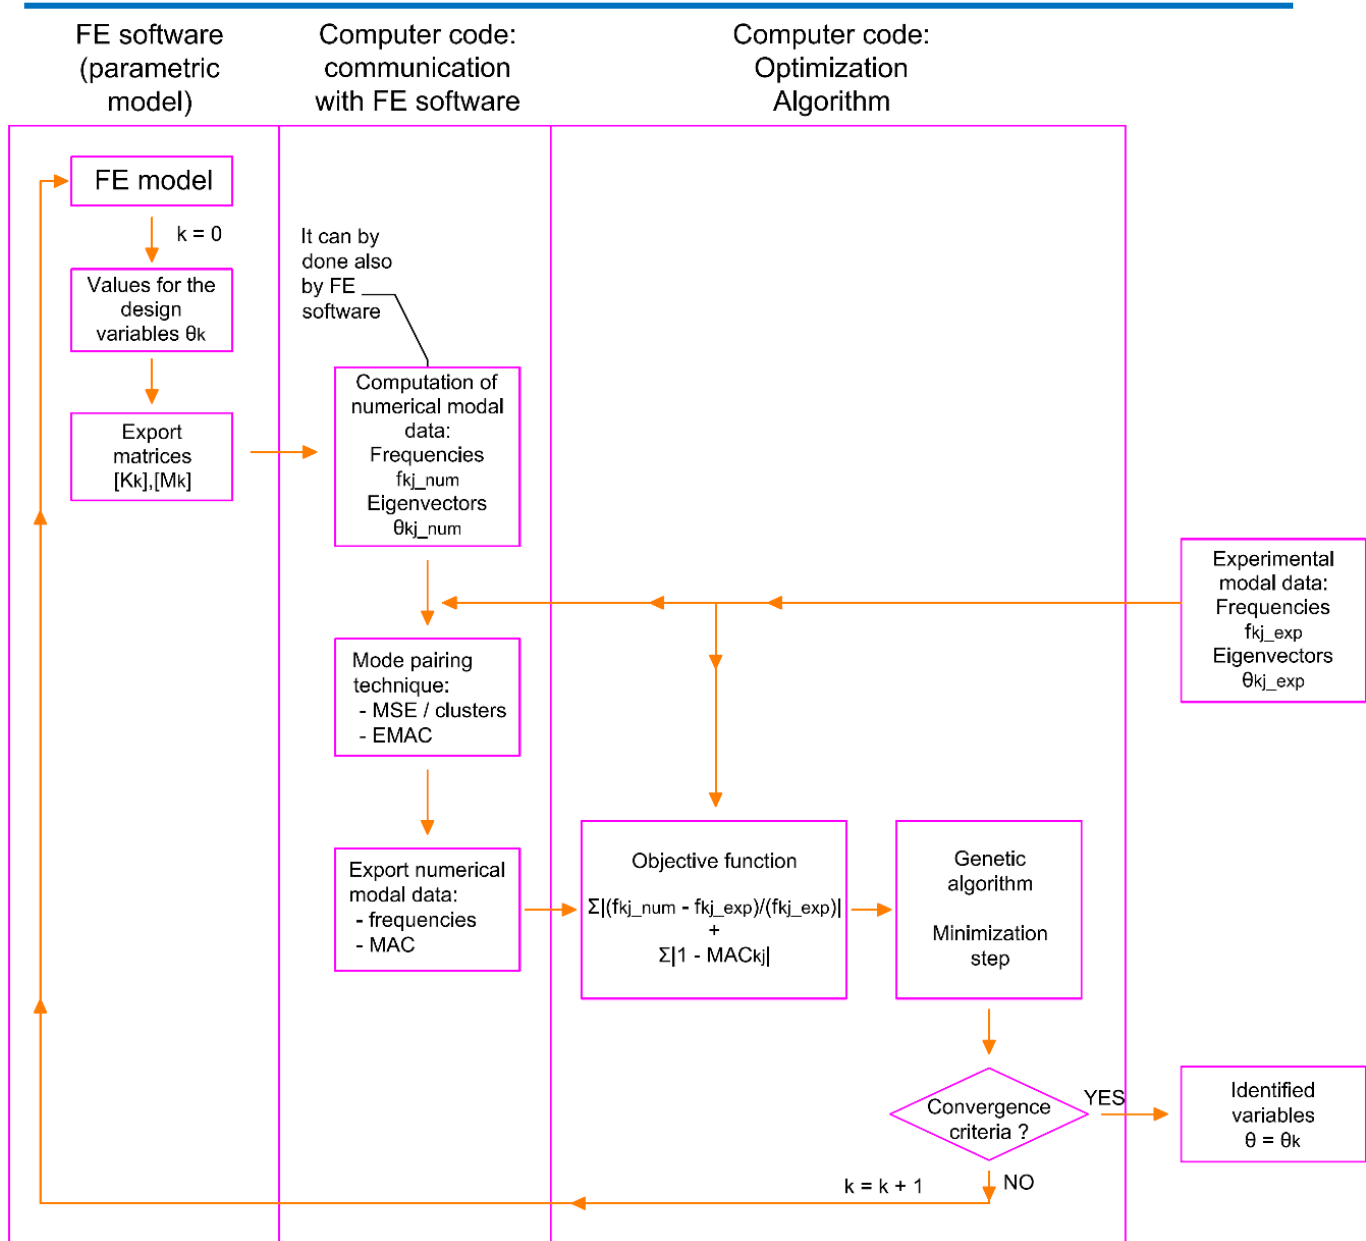 FE software
(parametric
model)
Computer code:
communication
with FE software
Computer code:
Optimization
Algorithm
FE model
k = 0
Values for the
design
variables θk
Export
matrices
[Kk],[Mk]
It can by
done also
by FE
software
Computation of
numerical modal
data:
Frequencies
fkj_num
Eigenvectors
θkj_num
Experimental
modal data:
Frequencies
fkj_exp
Eigenvectors
θkj_exp
Mode pairing
technique:
- MSE / clusters
- EMAC
Export numerical
modal data:
- frequencies
- MAC
Objective function
Σ|(fkj_num - fkj_exp)/(fkj_exp)|
+
Σ|1 - MACkj|
Genetic
algorithm
Minimization
step
Convergence
criteria ?
YES
Identified
variables
θ = θk
NO
k = k + 1